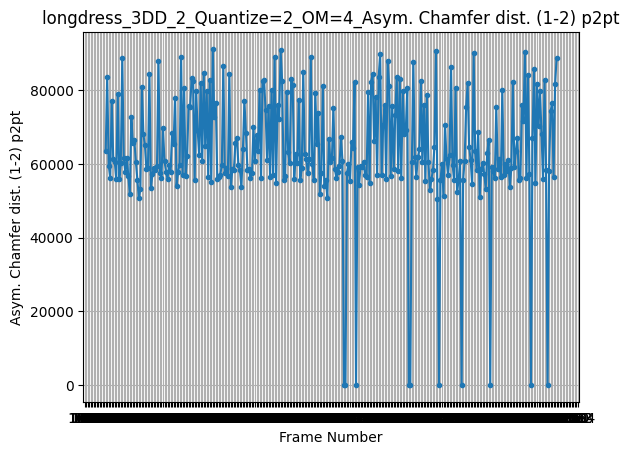 longdress_3DD_2_Quantize=2_OM=4_Asym. Chamfer dist. (1-2) p2pt
Asym. Chamfer dist. (1-2) p2pt
80000
60000
40000
20000
0
Frame Number